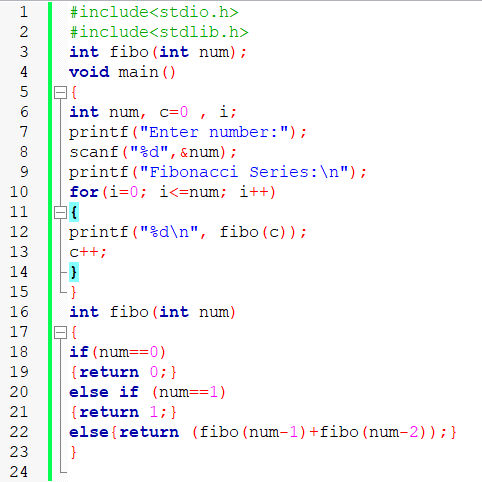 1 #include<stdio.h>
2 #include<stdlib.h>
3 int fibo(int num);
4 void main()
5 {
6 int num, c=0 , i;
7 printf("Enter number:");
8 scanf("%d",&num);
9 printf("Fibonacci Series:\n");
10 for(i=0; i<=num; i++)
11 {
12 printf("%d\n", fibo(c));
13 c++;
14 }
15 }
16 int fibo(int num)
17 {
18 if(num==0)
19 {return 0;}
20 else if (num==1)
21 {return 1;}
22 else{return (fibo(num-1)+fibo(num-2));}
23 }
24